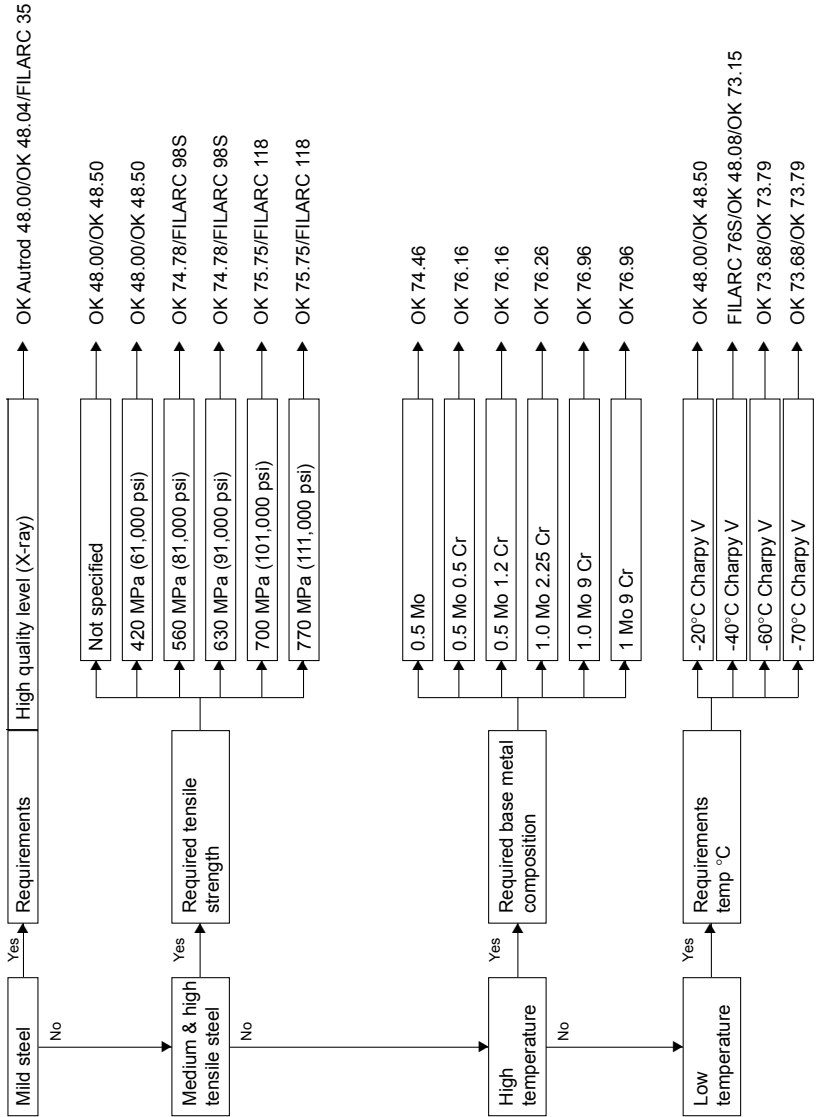 Mild steel
Yes
Requirements
High quality level (X-ray)
OK Autrod 48.00/OK 48.04/FILARC 35
No
Medium & high
tensile steel
Yes
Required tensile
strength
Not specified
OK 48.00/OK 48.50
420 MPa (61,000 psi)
OK 48.00/OK 48.50
560 MPa (81,000 psi)
OK 74.78/FILARC 98S
630 MPa (91,000 psi)
OK 74.78/FILARC 98S
700 MPa (101,000 psi)
OK 75.75/FILARC 118
770 MPa (111,000 psi)
OK 75.75/FILARC 118
No
High
temperature
Yes
Required base metal
composition
0.5 Mo
OK 74.46
0.5 Mo 0.5 Cr
OK 76.16
0.5 Mo 1.2 Cr
OK 76.16
1.0 Mo 2.25 Cr
OK 76.26
1.0 Mo 9 Cr
OK 76.96
1 Mo 9 Cr
OK 76.96
No
Low
temperature
Yes
Requirements
temp °C
-20°C Charpy V
OK 48.00/OK 48.50
-40°C Charpy V
FILARC 76S/OK 48.08/OK 73.15
-60°C Charpy V
OK 73.68/OK 73.79
-70°C Charpy V
OK 73.68/OK 73.79